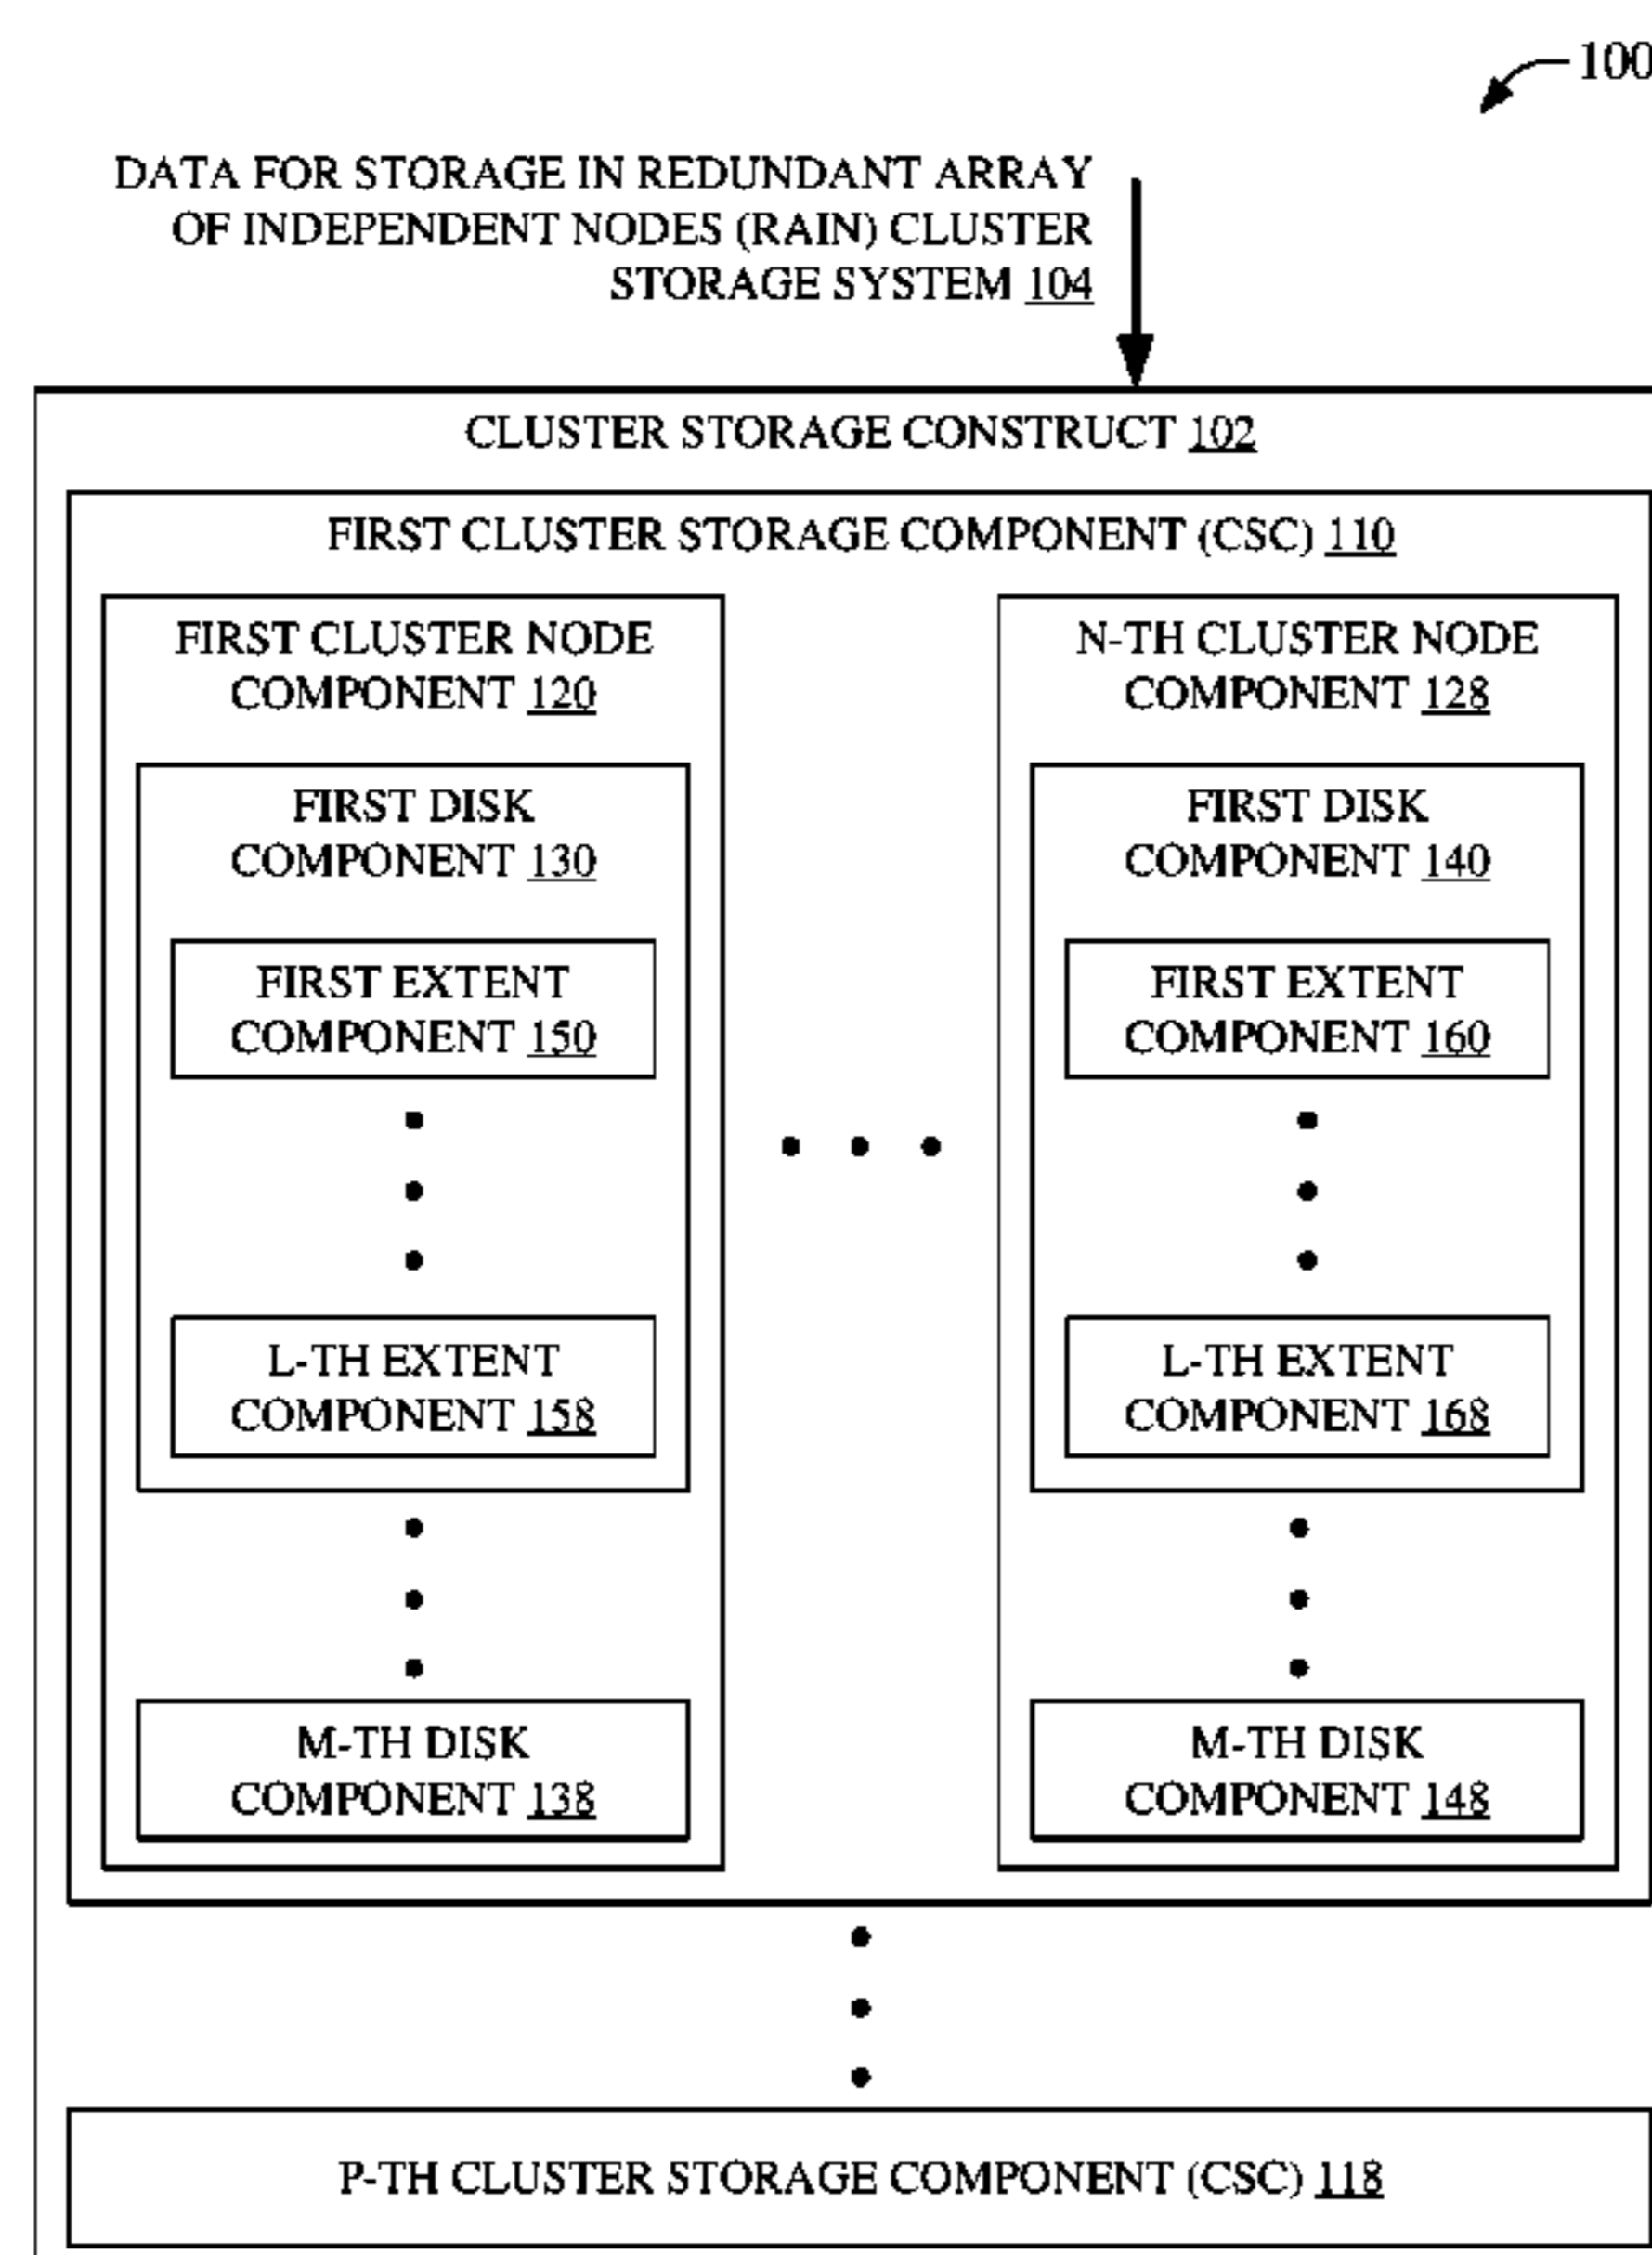 100
DATA FOR STORAGE IN REDUNDANT ARRAY
OF INDEPENDENT NODES (RAIN) CLUSTER
STORAGE SYSTEM 104
CLUSTER STORAGE CONSTRUCT 102
FIRST CLUSTER STORAGE COMPONENT (CSC) 110
FIRST CLUSTER NODE
COMPONENT 120
FIRST DISK
COMPONENT 130
FIRST EXTENT
COMPONENT 150
L-TH EXTENT
COMPONENT 158
M-TH DISK
COMPONENT 138
N-TH CLUSTER NODE
COMPONENT 128
FIRST DISK
COMPONENT 140
FIRST EXTENT
COMPONENT 160
L-TH EXTENT
COMPONENT 168
M-TH DISK
COMPONENT 148
P-TH CLUSTER STORAGE COMPONENT (CSC) 118